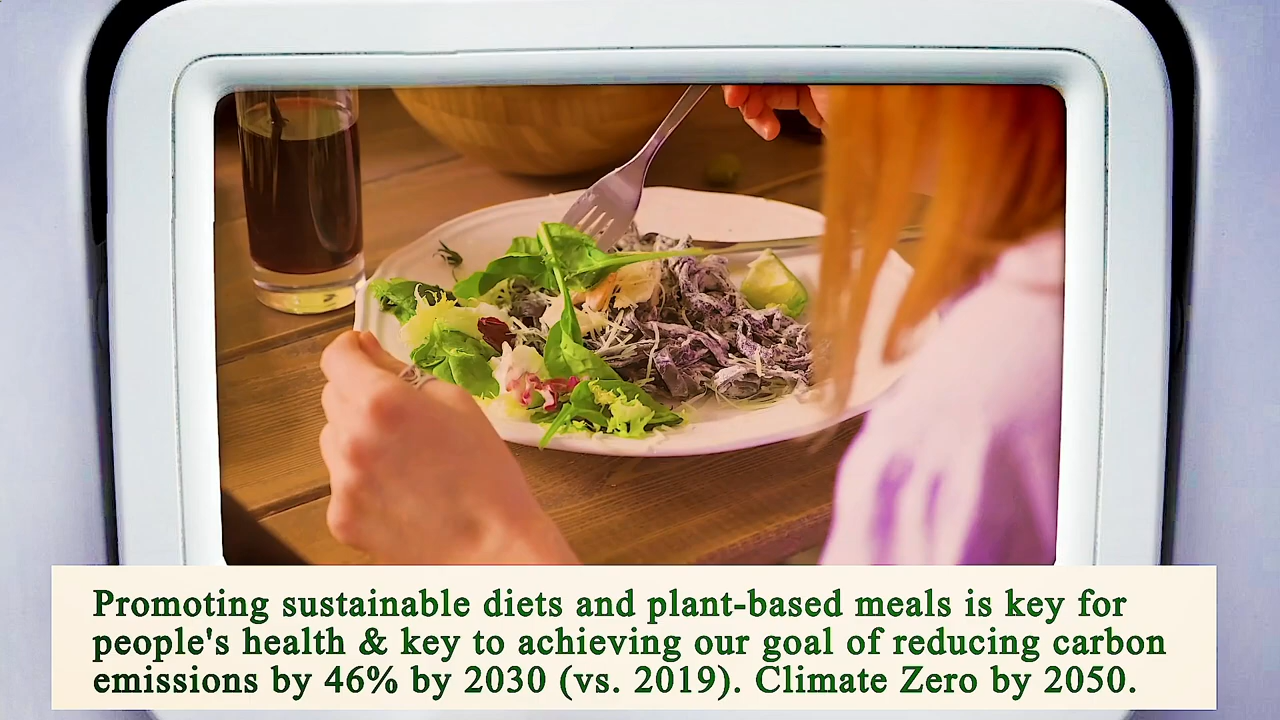 Promoting sustainable diets and plant-based meals is key for
people's health & key to achieving our goal of reducing carbon
emissions by 46% by 2030 (vs. 2019). Climate Zero by 2050.